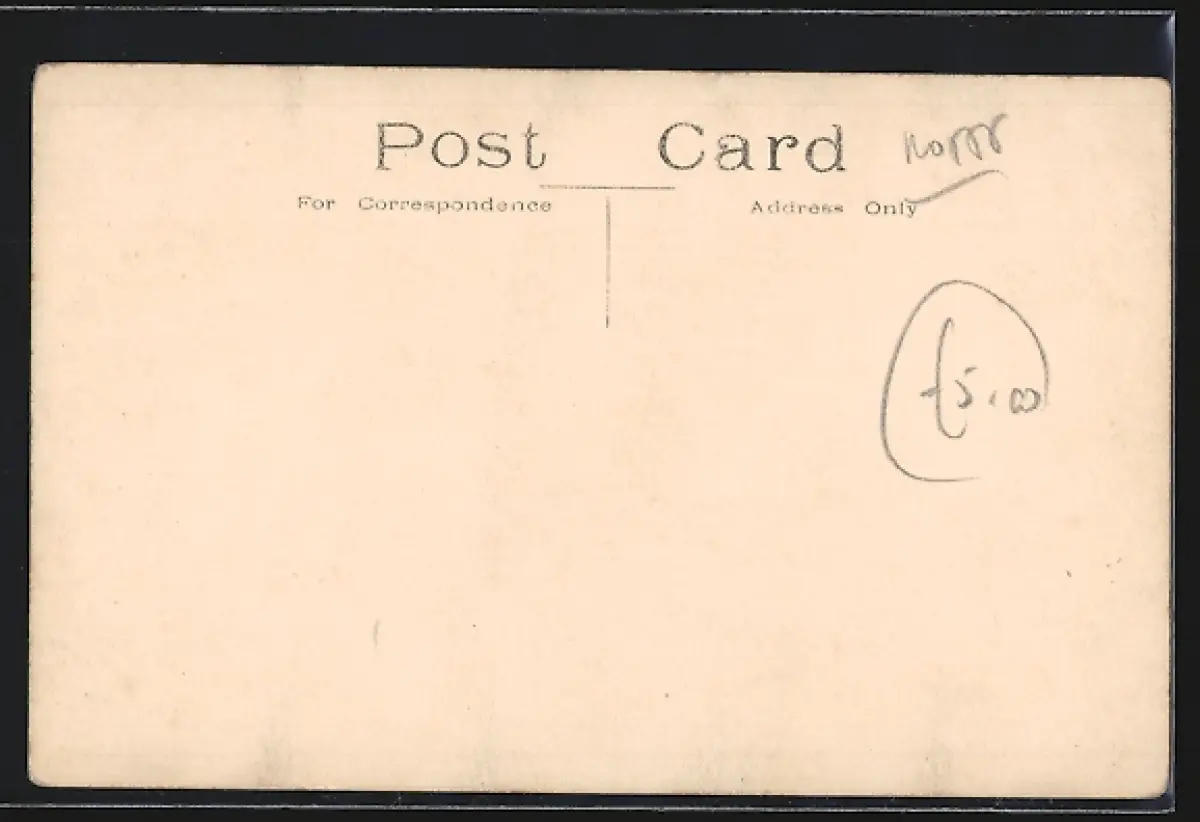 Post Card
For Correspondence
Address Only
£5.00